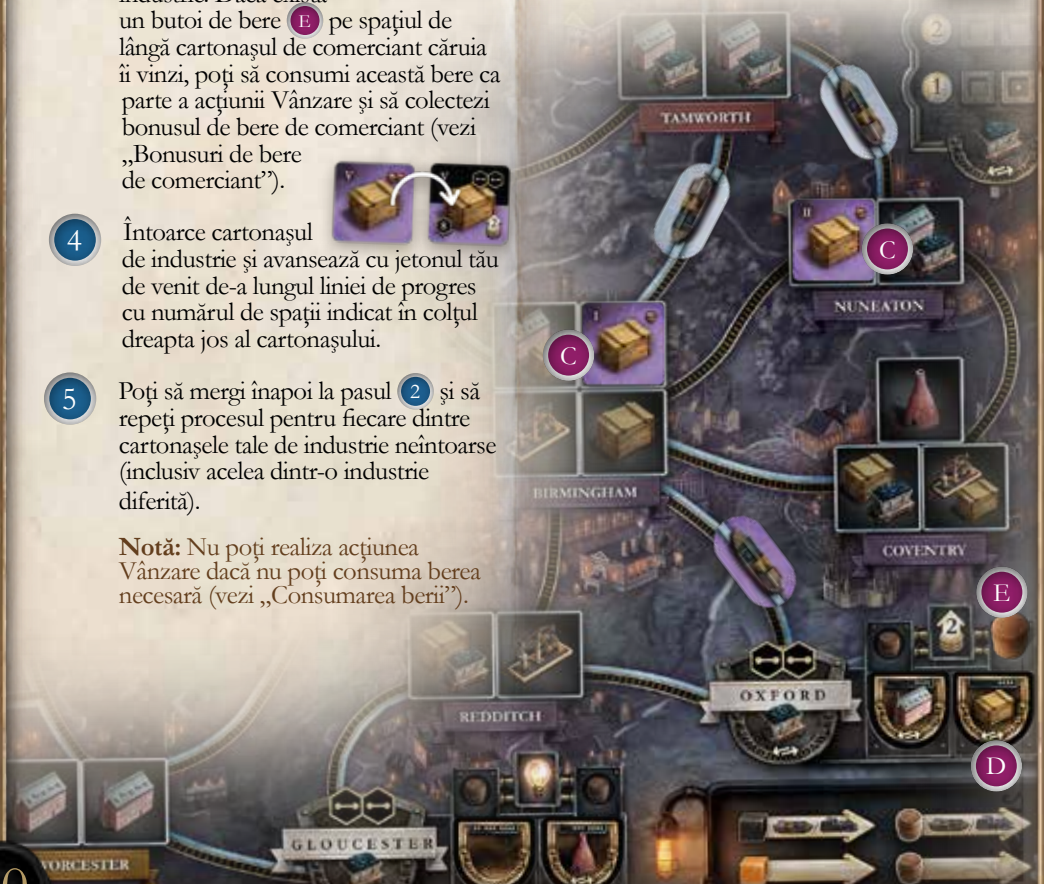 un butoi de bere E pe spațiul de
lângă cartonașul de comerciant căruia
îi vinzi, poți să consumi această bere ca
parte a acțiunii Vânzare și să colectezi
bonusul de bere de comerciant (vezi
„Bonusuri de bere
de comerciant”).
4 Întoarce cartonașul
de industrie și avansează cu jetonul tău
de venit de-a lungul liniei de progres
cu numărul de spații indicat în colțul
dreapta jos al cartonașului.
5 Poți să mergi înapoi la pasul 2 și să
repeți procesul pentru fiecare dintre
cartonașele tale de industrie neîntoarse
(inclusiv acelea dintr-o industrie
diferită).
Notă: Nu poți realiza acțiunea
Vânzare dacă nu poți consuma berea
necesară (vezi „Consumarea berii”).
V
V
2
1
TAMWORTH
II
C
NUNEATON
I
C
BIRMINGHAM
COVENTRY
E
2
OXFORD
REDDITCH
D
GLOUCESTER
WORCESTER
0